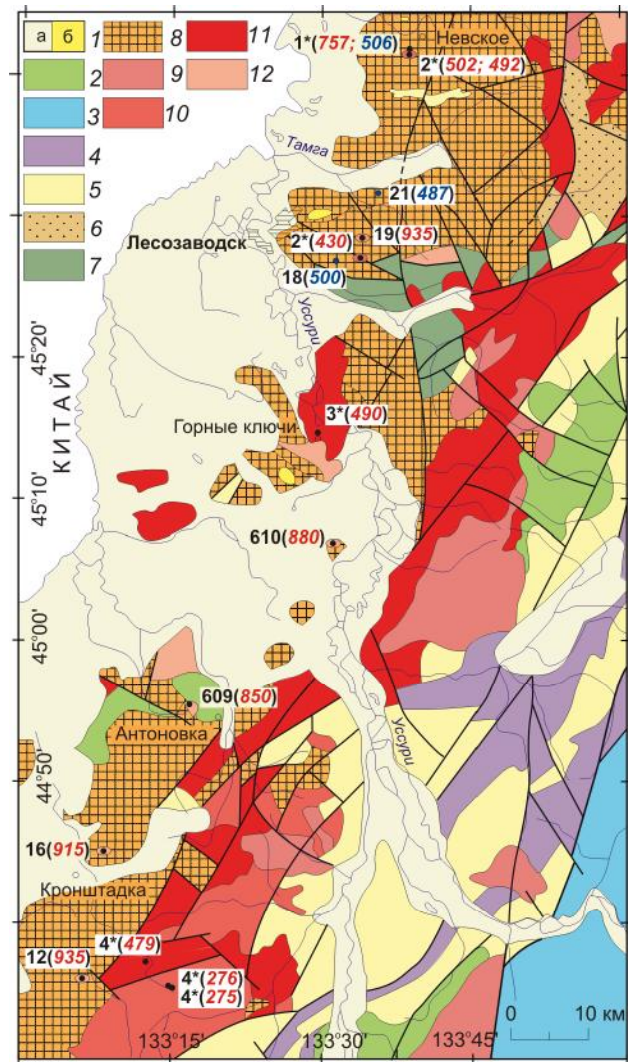 а б 1
2
3
4
5
6
7
8
9
10
11
12
1*(757; 506)
Невское
2*(502; 492)
Тамга
21(487)
Лесозаводск
2*(430)
19(935)
18(500)
Уссури
45°20'
КИТАЙ
3*(490)
Горные ключи
45°10'
610(880)
45°00'
609(850)
Антоновка
Уссури
44°50'
16(915)
Кронштадка
12(935)
4*(479)
4*(276)
4*(275)
0 10 км
133°15' 133°30' 133°45'